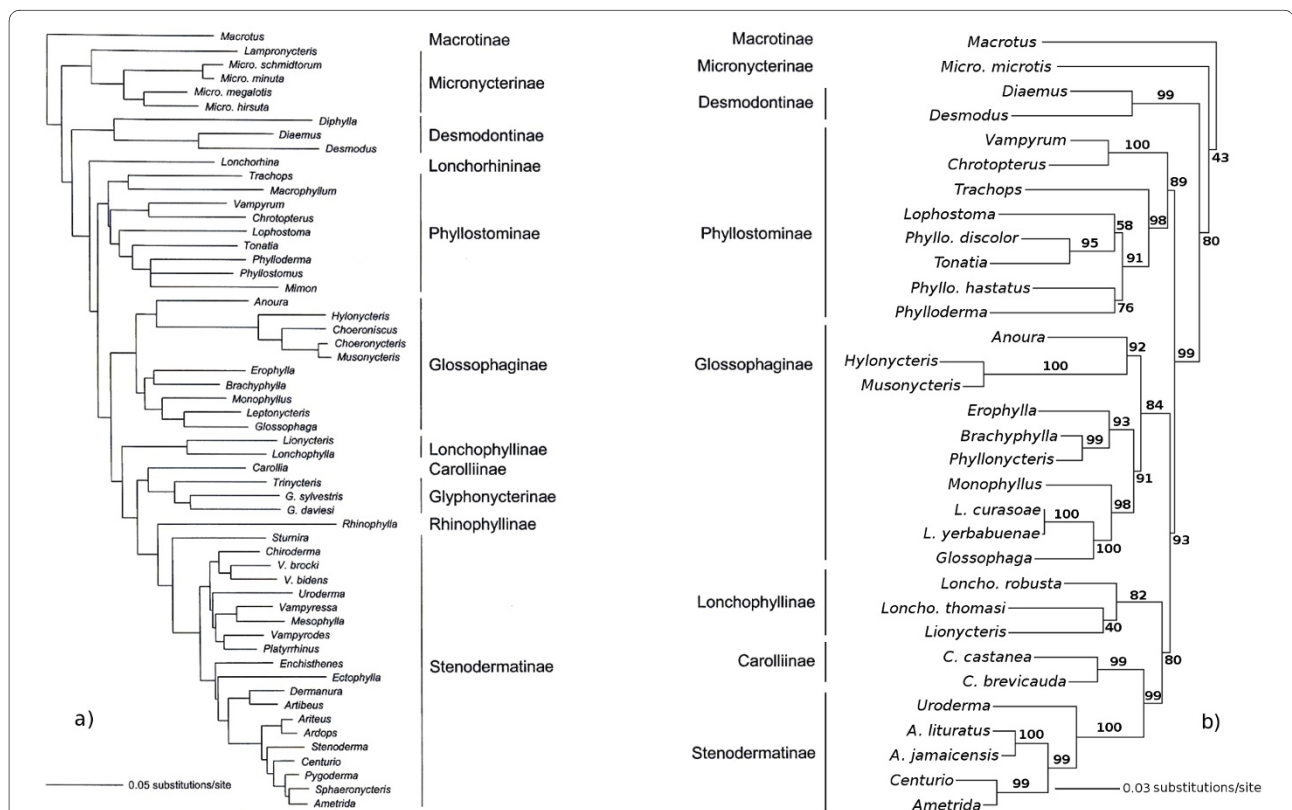 Macrotus
Lampronycteris
Micro. schmidtorum
Micro. minuta
Micro. megalotis
Micro. hirsuta
Diphylla
Diaemus
Desmodus
Lonchorhina
Trachops
Macrophyllum
Vampyrum
Chrotopterus
Lophostoma
Tonatia
Phylloderma
Phyllostomus
Mimon
Anoura
Hylonycteris
Choeroniscus
Choeronycteris
Musonycteris
Erophylla
Brachyphylla
Monophyllus
Leptonycteris
Glossophaga
Lionycteris
Lonchophylla
Carollia
Trinycteris
G. sylvestris
G. daviesi
Rhinophylla
Sturnira
Chiroderma
V. brocki
V. bidens
Uroderma
Vampyressa
Mesophylla
Vampyrodes
Platyrrhinus
Enchisthenes
Ectophylla
Dermanura
Artibeus
Ariteus
Ardops
Stenoderma
Centurio
Pygoderma
Sphaeronycteris
Ametrida
a)
0.05 substitutions/site
Macrotinae
Micronycterinae
Desmodontinae
Lonchorhininae
Phyllostominae
Glossophaginae
Lonchophyllinae
Carolliinae
Glyphonycterinae
Rhinophyllinae
Stenodermatinae
Macrotinae
Micronycterinae
Desmodontinae
Phyllostominae
Glossophaginae
Lonchophyllinae
Carolliinae
Stenodermatinae
Macrotus
Micro. microtis
Diaemus
Desmodus
Vampyrum
Chrotopterus
Trachops
Lophostoma
Phyllo. discolor
Tonatia
Phyllo. hastatus
Phylloderma
Anoura
Hylonycteris
Musonycteris
Erophylla
Brachyphylla
Phyllonycteris
Monophyllus
L. curasoae
L. yerbabuenae
Glossophaga
Loncho. robusta
Loncho. thomasi
Lionycteris
C. castanea
C. brevicauda
Uroderma
A. lituratus
A. jamaicensis
Centurio
Ametrida
99
100
43
89
98
58
95
80
91
76
92
99
100
84
93
99
91
98
100
93
100
82
40
80
99
99
100
100
99
99
b)
0.03 substitutions/site